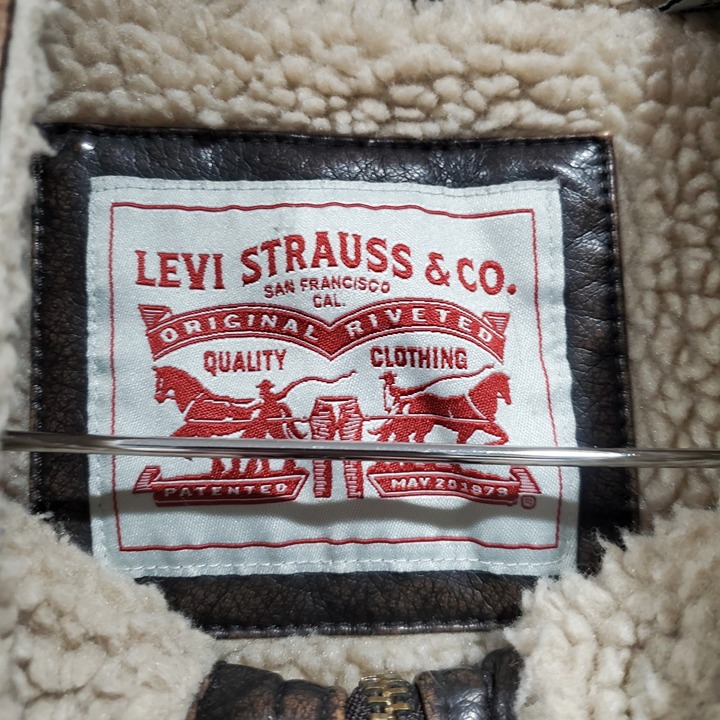 LEVI STRAUSS & CO.
SAN FRANCISCO
CAL.
ORIGINAL RIVETED
QUALITY CLOTHING
PATENTED MAY 20 1873 ®